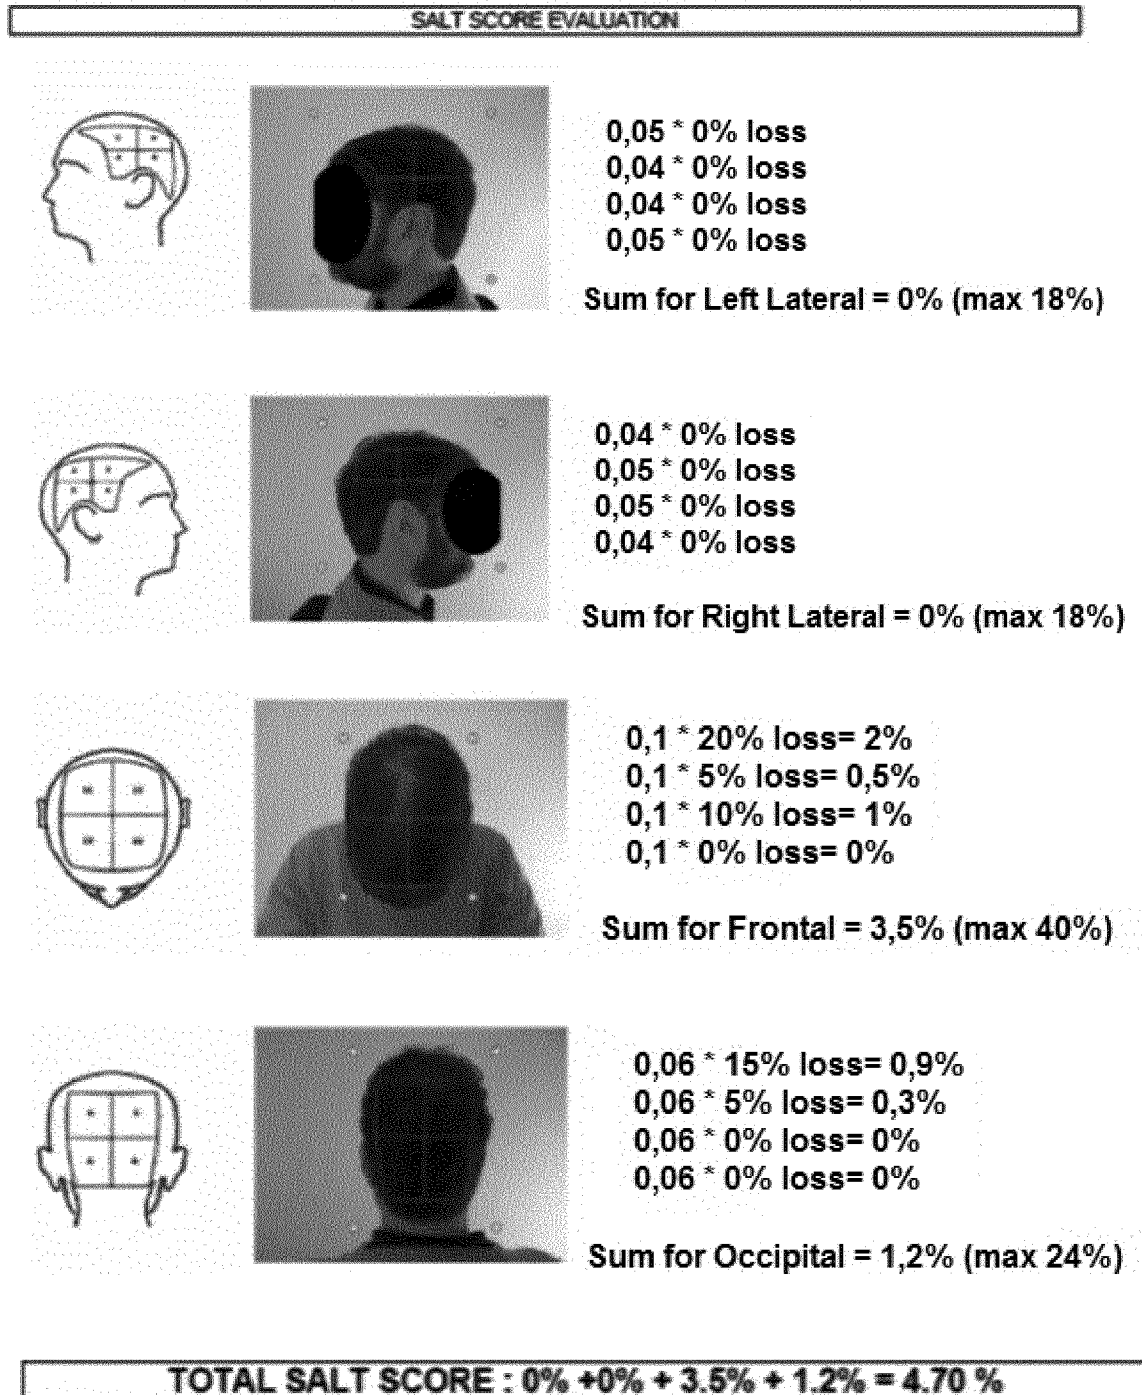 SALT SCORE EVALUATION
0,05 * 0% loss
0,04 * 0% loss
0,04 * 0% loss
0,05 * 0% loss
Sum for Left Lateral = 0% (max 18%)
0,04 * 0% loss
0,05 * 0% loss
0,05 * 0% loss
0,04 * 0% loss
Sum for Right Lateral = 0% (max 18%)
0,1 * 20% loss= 2%
0,1 * 5% loss= 0,5%
0,1 * 10% loss= 1%
0,1 * 0% loss= 0%
Sum for Frontal = 3,5% (max 40%)
0,06 * 15% loss= 0,9%
0,06 * 5% loss= 0,3%
0,06 * 0% loss= 0%
0,06 * 0% loss= 0%
Sum for Occipital = 1,2% (max 24%)
TOTAL SALT SCORE : 0% +0% + 3.5% + 1.2% = 4.70 %